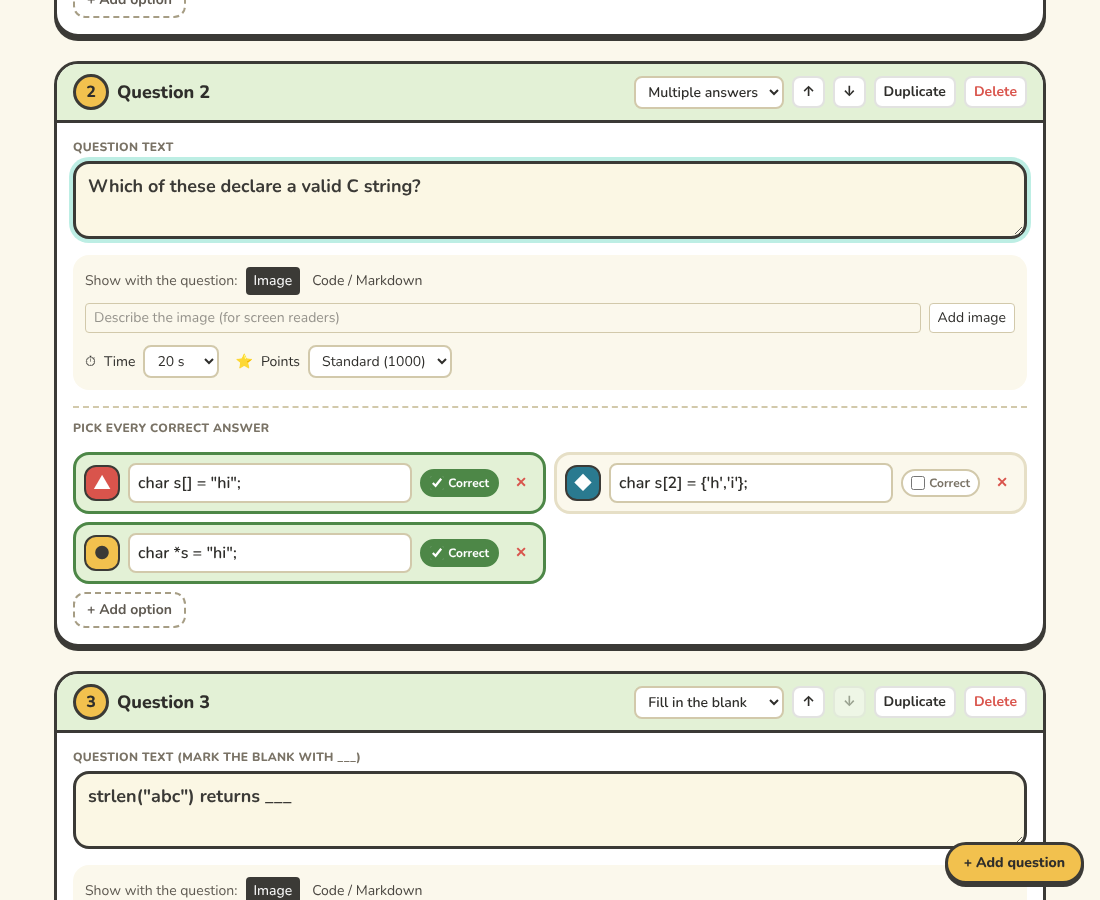 + Add option
2 Question 2 Multiple answers ↑ ↓ Duplicate Delete
QUESTION TEXT
Which of these declare a valid C string?
Show with the question: Image Code / Markdown
Describe the image (for screen readers) Add image
⏱ Time 20 s ⭐ Points Standard (1000)
PICK EVERY CORRECT ANSWER
char s[] = "hi"; ✓ Correct ✕
char s[2] = {'h','i'}; Correct ✕
char *s = "hi"; ✓ Correct ✕
+ Add option
3 Question 3 Fill in the blank ↑ ↓ Duplicate Delete
QUESTION TEXT (MARK THE BLANK WITH ___)
strlen("abc") returns ___
+ Add question
Show with the question: Image Code / Markdown